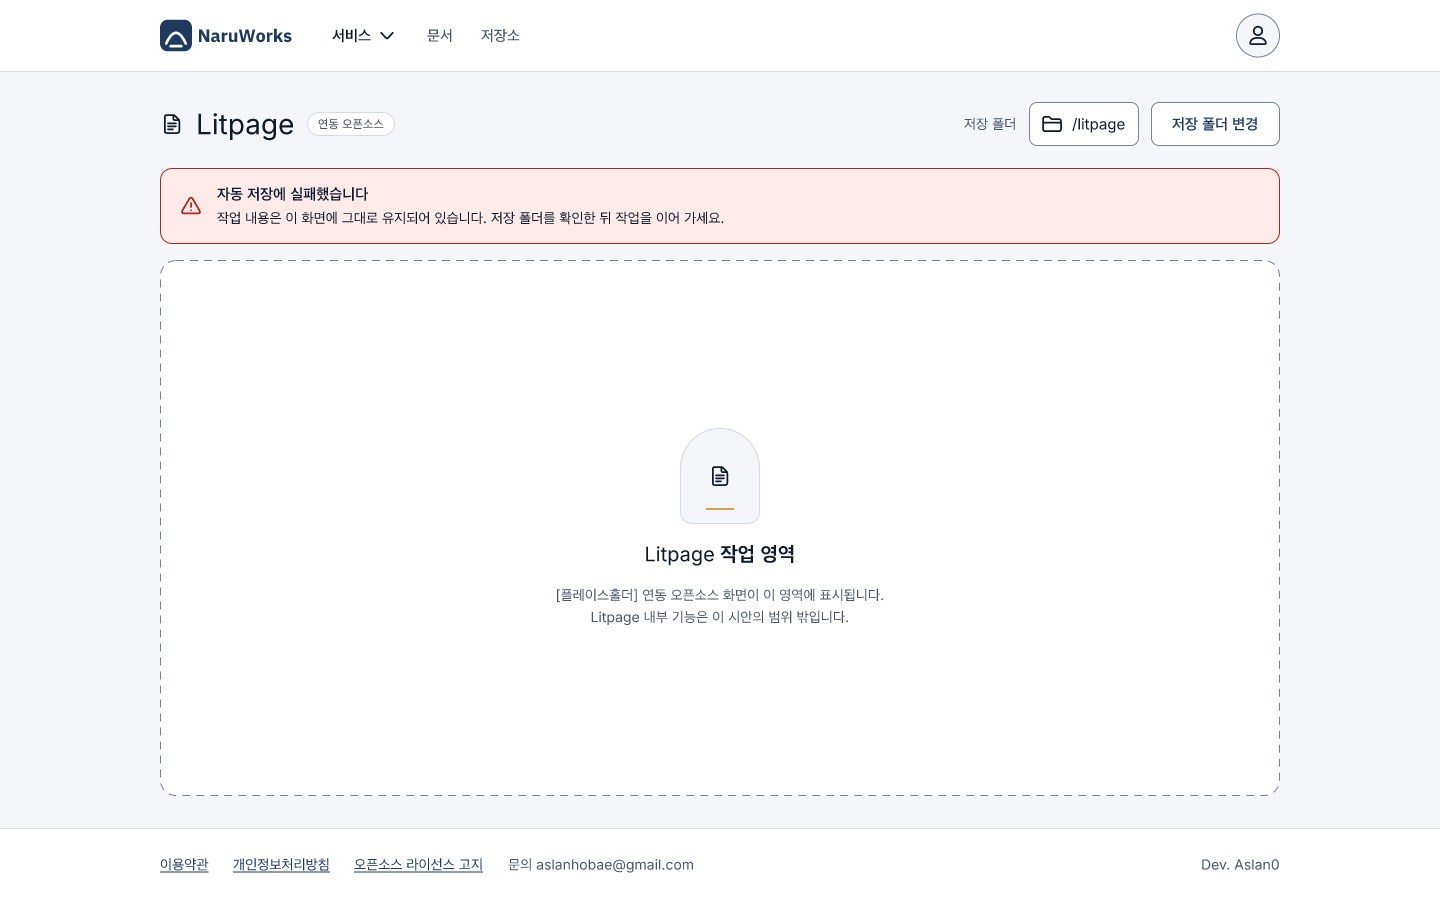 NaruWorks
서비스
문서
저장소
Litpage
연동 오픈소스
저장 폴더
/litpage
저장 폴더 변경
자동 저장에 실패했습니다
작업 내용은 이 화면에 그대로 유지되어 있습니다. 저장 폴더를 확인한 뒤 작업을 이어 가세요.
Litpage 작업 영역
[플레이스홀더] 연동 오픈소스 화면이 이 영역에 표시됩니다.
Litpage 내부 기능은 이 시안의 범위 밖입니다.
이용약관
개인정보처리방침
오픈소스 라이선스 고지
문의 aslanhobae@gmail.com
Dev. Aslan0